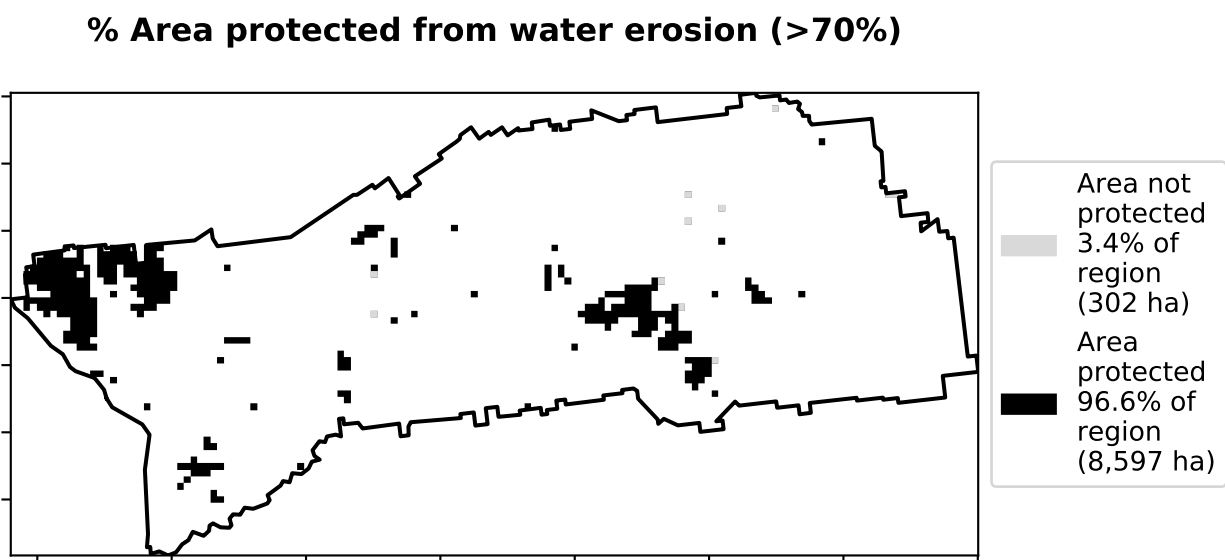 % Area protected from water erosion (>70%)
Area not
protected
3.4% of
region
(302 ha)
Area
protected
96.6% of
region
(8,597 ha)